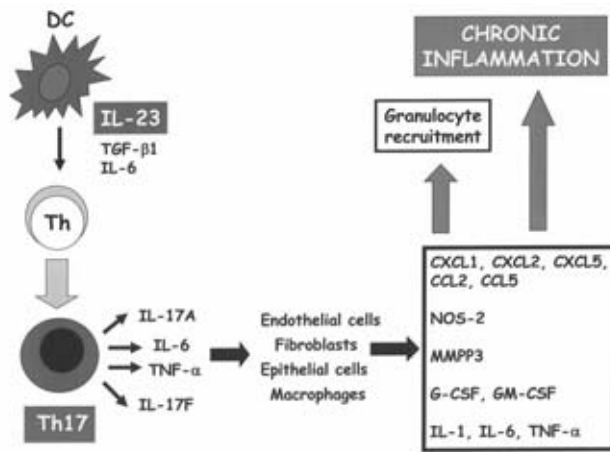 DC
IL-23
TGF-β1
IL-6
Th
Th17
IL-17A
IL-6
TNF-α
IL-17F
Endothelial cells
Fibroblasts
Epithelial cells
Macrophages
CXCL1, CXCL2, CXCL5,
CCL2, CCL5
NOS-2
MMPP3
G-CSF, GM-CSF
IL-1, IL-6, TNF-α
Granulocyte
recruitment
CHRONIC
INFLAMMATION